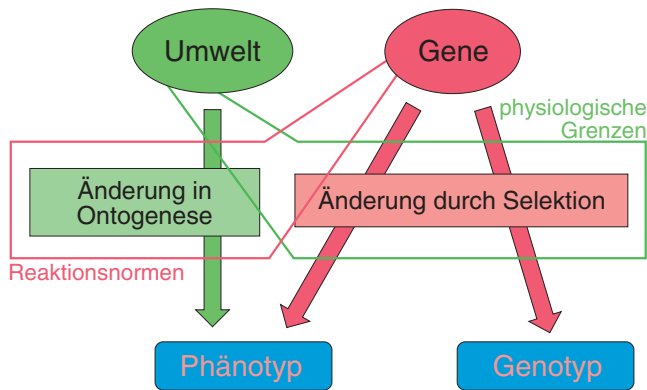 Umwelt
Gene
physiologische
Grenzen
Änderung in
Ontogenese
Änderung durch Selektion
Reaktionsnormen
Phänotyp
Genotyp